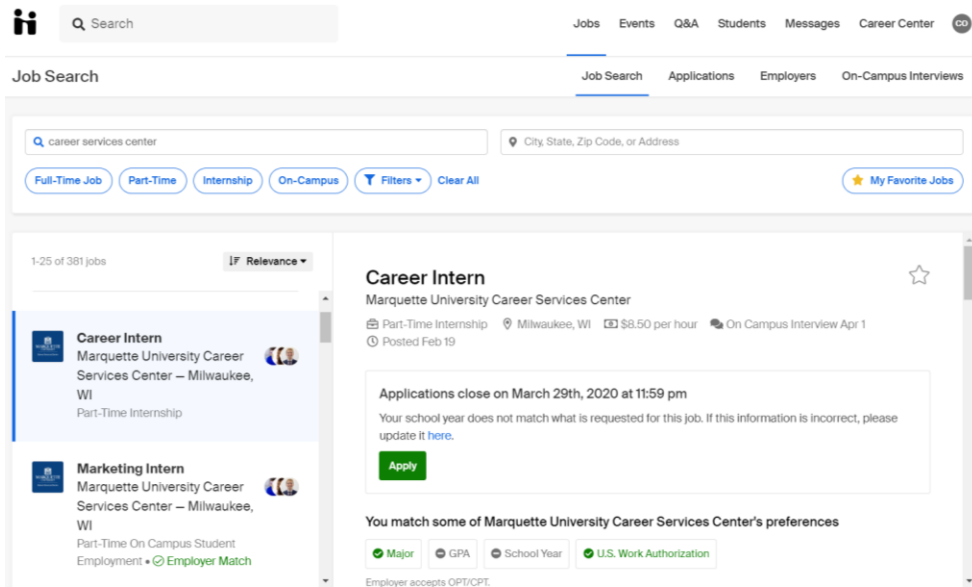 Search
Jobs Events Q&A Students Messages Career Center CO
Job Search
Job Search Applications Employers On-Campus Interviews
career services center
City, State, Zip Code, or Address
Full-Time Job Part-Time Internship On-Campus Filters Clear All
My Favorite Jobs
1-25 of 381 jobs
Relevance
Career Intern
Marquette University Career
Services Center – Milwaukee,
WI
Part-Time Internship
Marketing Intern
Marquette University Career
Services Center – Milwaukee,
WI
Part-Time On Campus Student
Employment • Employer Match
Career Intern
Marquette University Career Services Center
Part-Time Internship Milwaukee, WI $8.50 per hour On Campus Interview Apr 1
Posted Feb 19
Applications close on March 29th, 2020 at 11:59 pm
Your school year does not match what is requested for this job. If this information is incorrect, please
update it here.
Apply
You match some of Marquette University Career Services Center's preferences
Major GPA School Year U.S. Work Authorization
Employer accepts OPT/CPT.